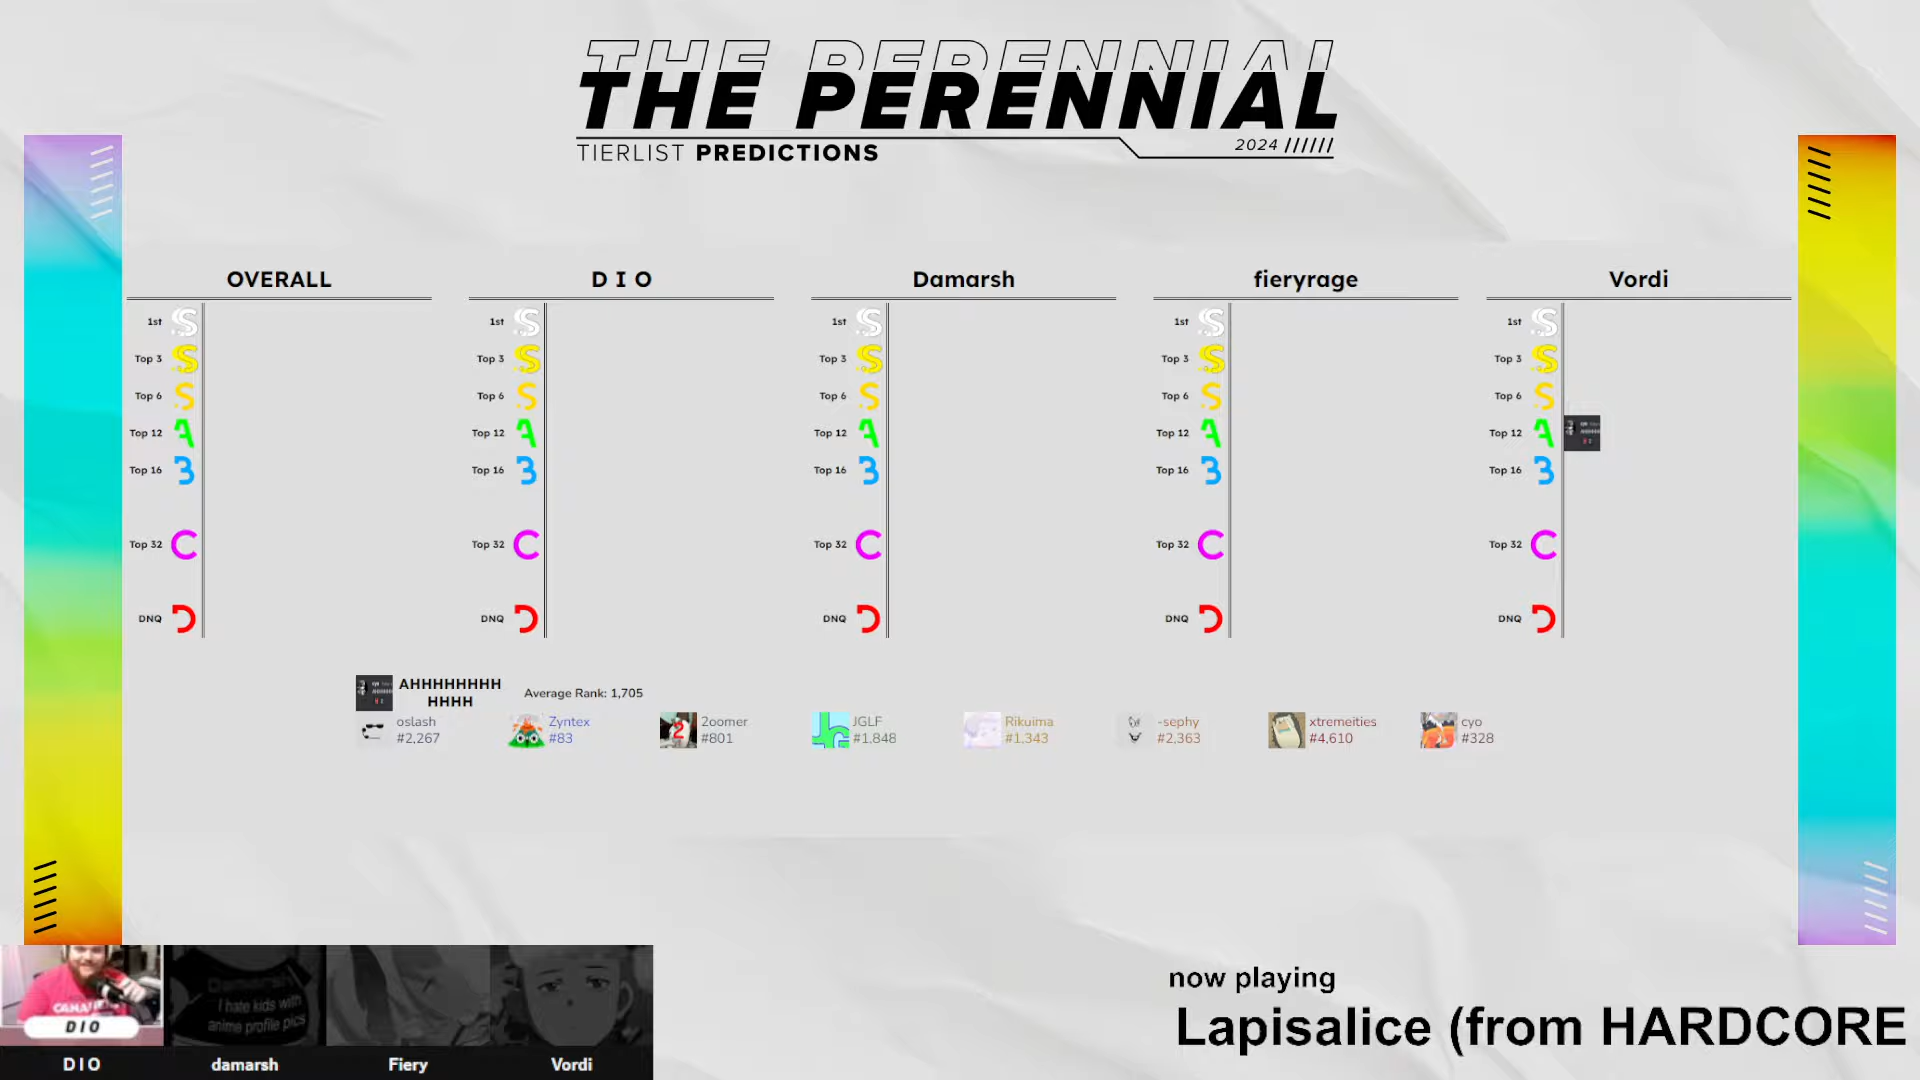 THE PERENNIAL
THE PERENNIAL
TIERLIST PREDICTIONS
2024 //////
OVERALL
D I O
Damarsh
fieryrage
Vordi
1st S
Top 3 S
Top 6 S
Top 12 A
Top 16 B
Top 32 C
DNQ D
1st S
Top 3 S
Top 6 S
Top 12 A
Top 16 B
Top 32 C
DNQ D
1st S
Top 3 S
Top 6 S
Top 12 A
Top 16 B
Top 32 C
DNQ D
1st S
Top 3 S
Top 6 S
Top 12 A
Top 16 B
Top 32 C
DNQ D
1st S
Top 3 S
Top 6 S
Top 12 A
Top 16 B
Top 32 C
DNQ D
AHHHHHHHH
HHHH
Average Rank: 1,705
oslash
#2,267
Zyntex
#83
2
2oomer
#801
JGLF
#1,848
Rikuima
#1,343
-sephy
#2,363
xtremeities
#4,610
cyo
#328
D I O
Damarsh
I hate kids with
anime profile pics
D I O
damarsh
Fiery
Vordi
now playing
Lapisalice (from HARDCORE